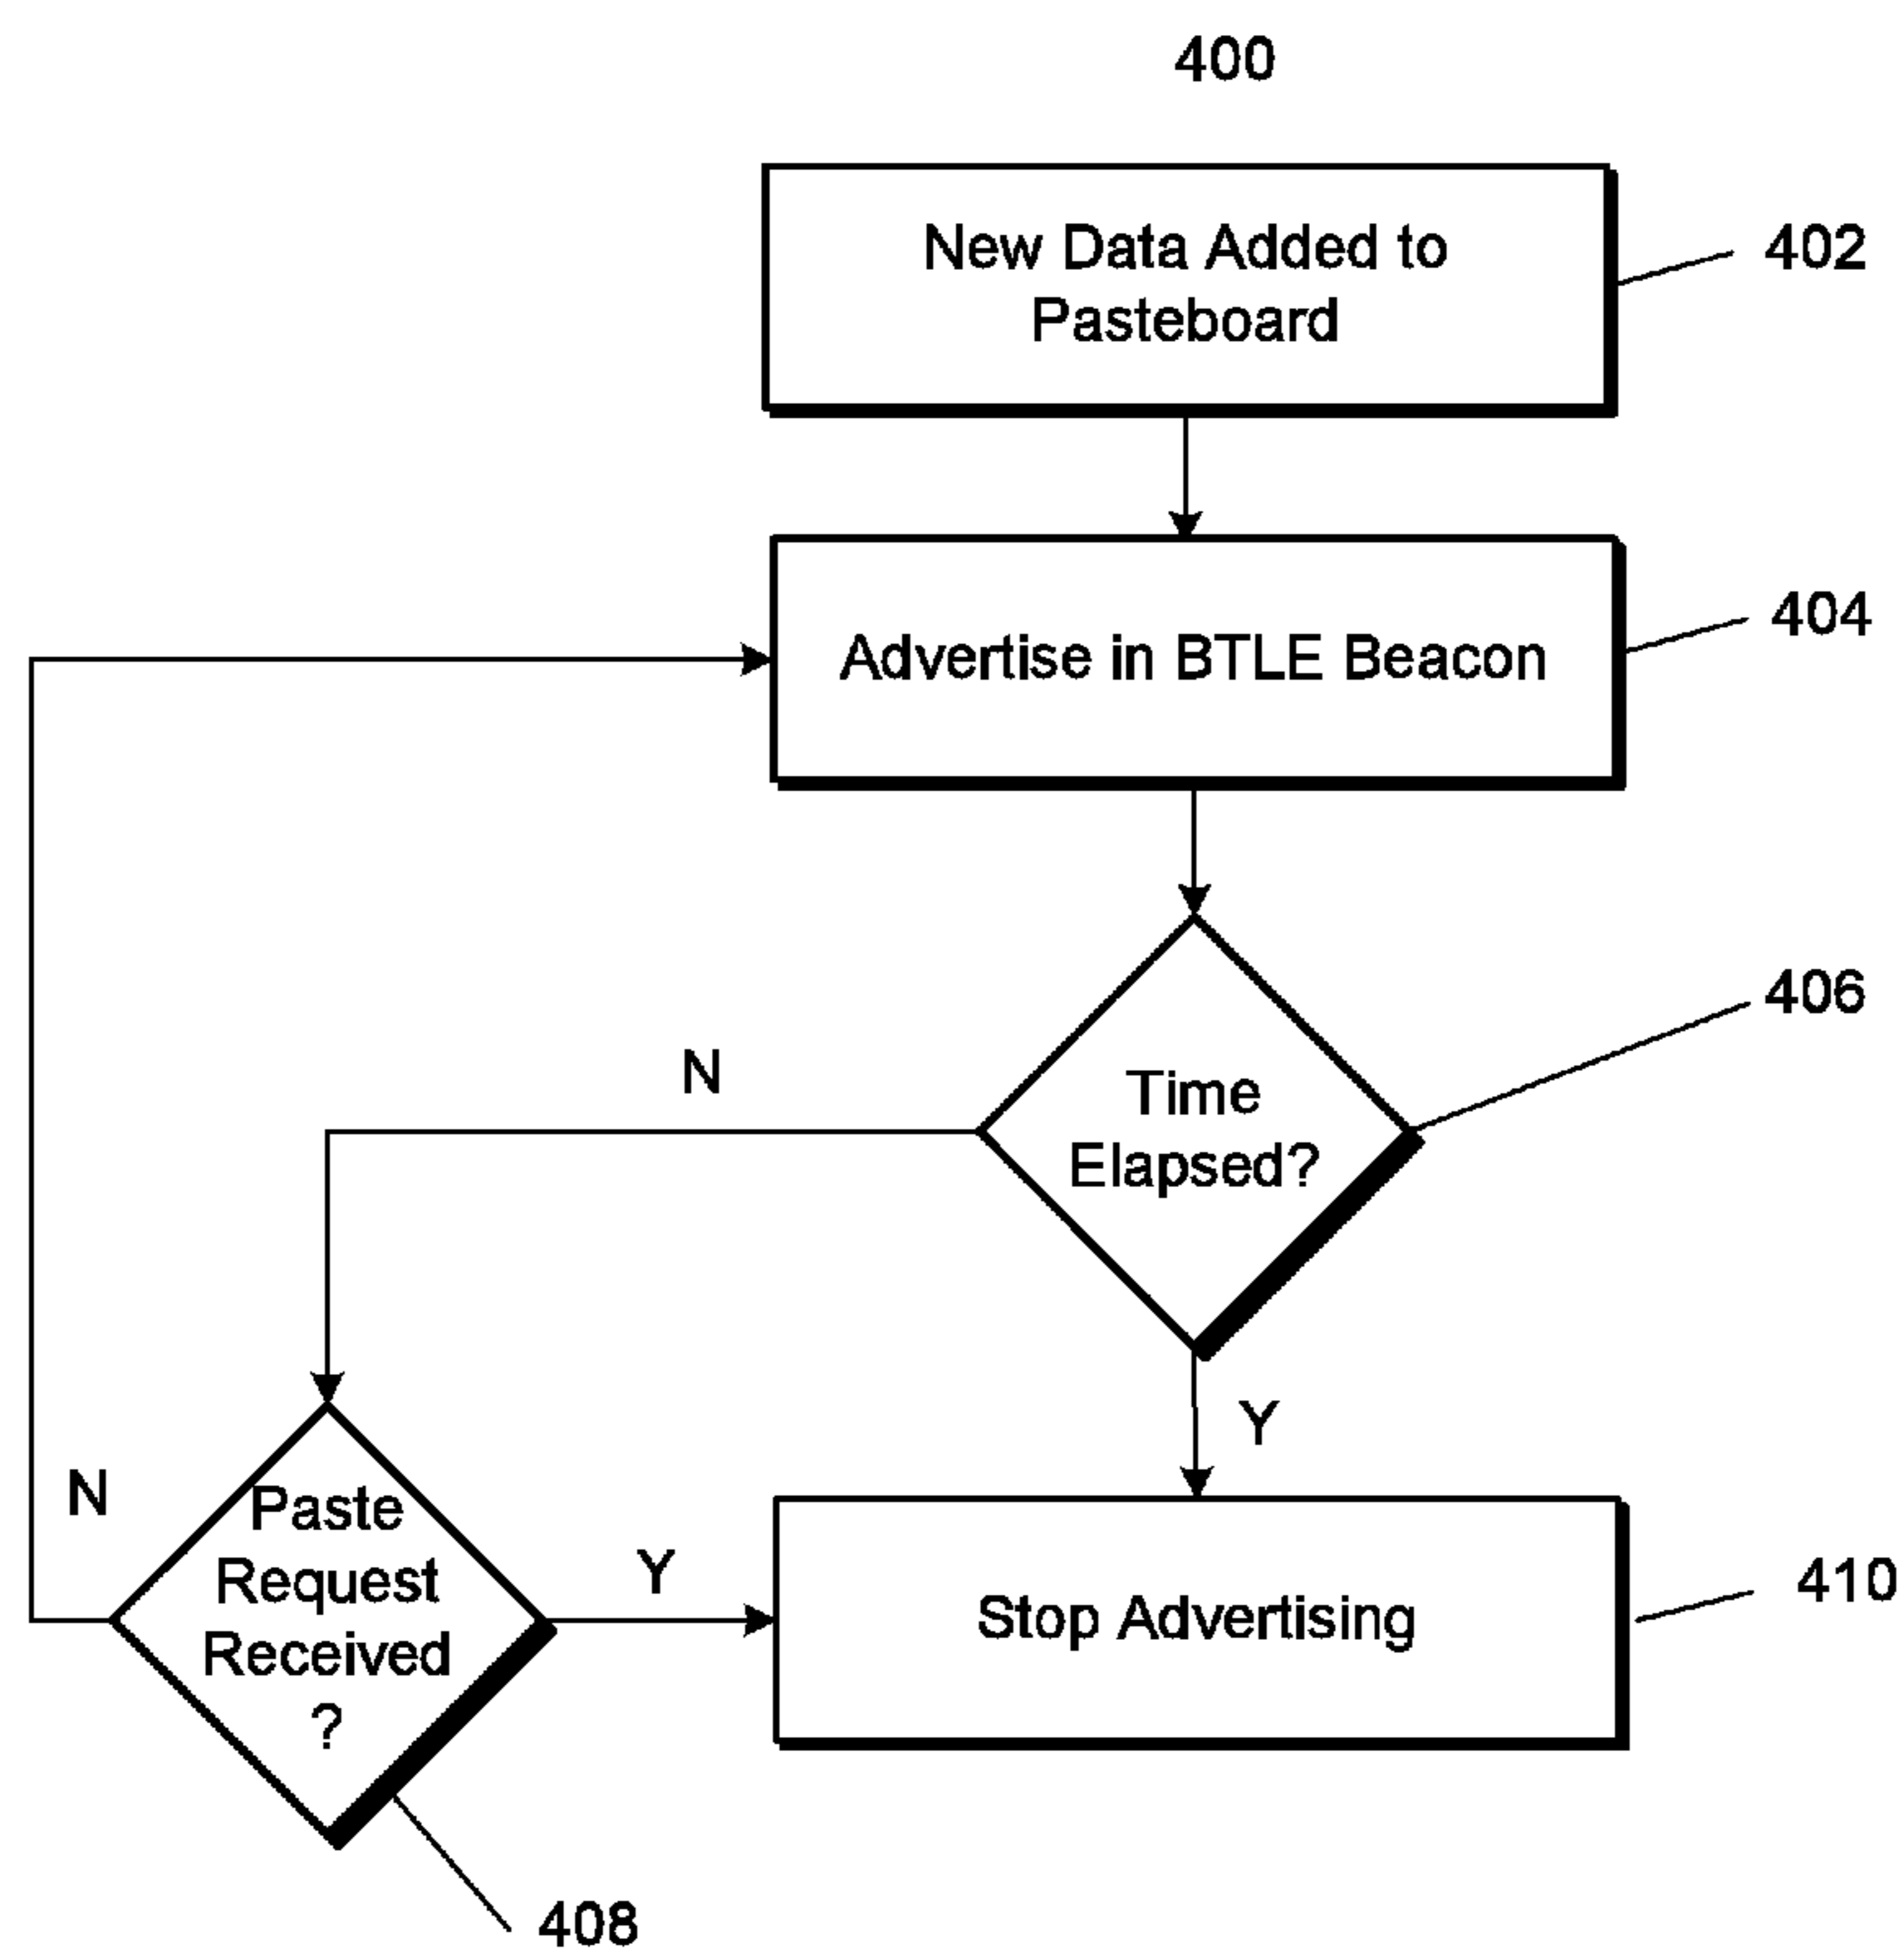 400
New Data Added to
Pasteboard
402
Advertise in BTLE Beacon
404
Time
Elapsed?
406
N
Y
Paste
Request
Received
?
408
N
Y
Stop Advertising
410